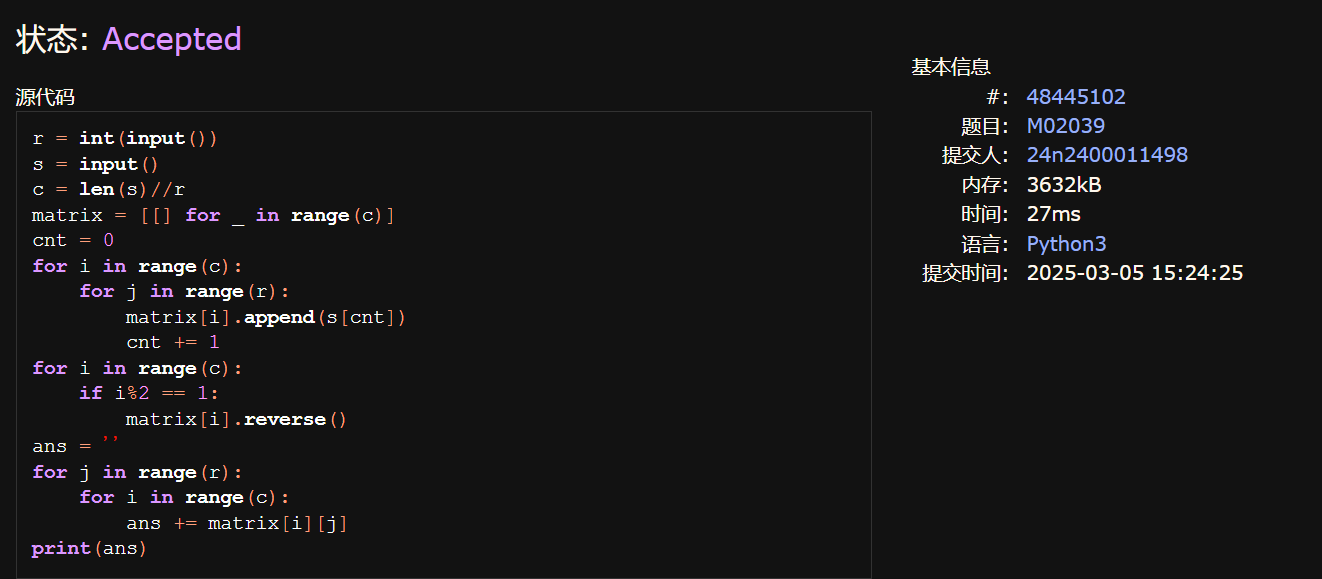 状态: Accepted
源代码
r = int(input())
s = input()
c = len(s)//r
matrix = [[] for _ in range(c)]
cnt = 0
for i in range(c):
    for j in range(r):
        matrix[i].append(s[cnt])
        cnt += 1
for i in range(c):
    if i%2 == 1:
        matrix[i].reverse()
ans = ''
for j in range(r):
    for i in range(c):
        ans += matrix[i][j]
print(ans)
基本信息
#: 48445102
题目: M02039
提交人: 24n2400011498
内存: 3632kB
时间: 27ms
语言: Python3
提交时间: 2025-03-05 15:24:25